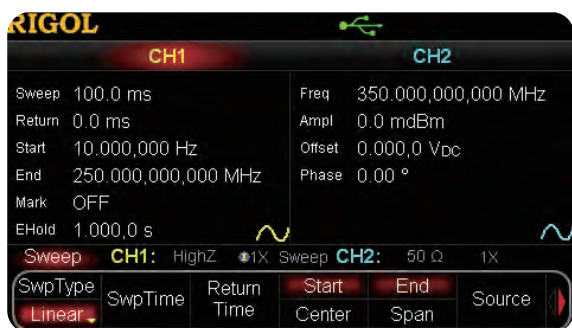 RIGOL
CH1 CH2
Sweep 100.0 ms
Return 0.0 ms
Start 10.000,000 Hz
End 250.000,000,000 MHz
Mark OFF
EHold 1.000,0 s
Freq 350.000,000,000 MHz
Ampl 0.0 mdBm
Offset 0.000,0 VDC
Phase 0.00 °
Sweep CH1: HighZ 1X Sweep CH2: 50 Ω 1X
SwpType Linear
SwpTime
Return Time
Start Center
End Span
Source